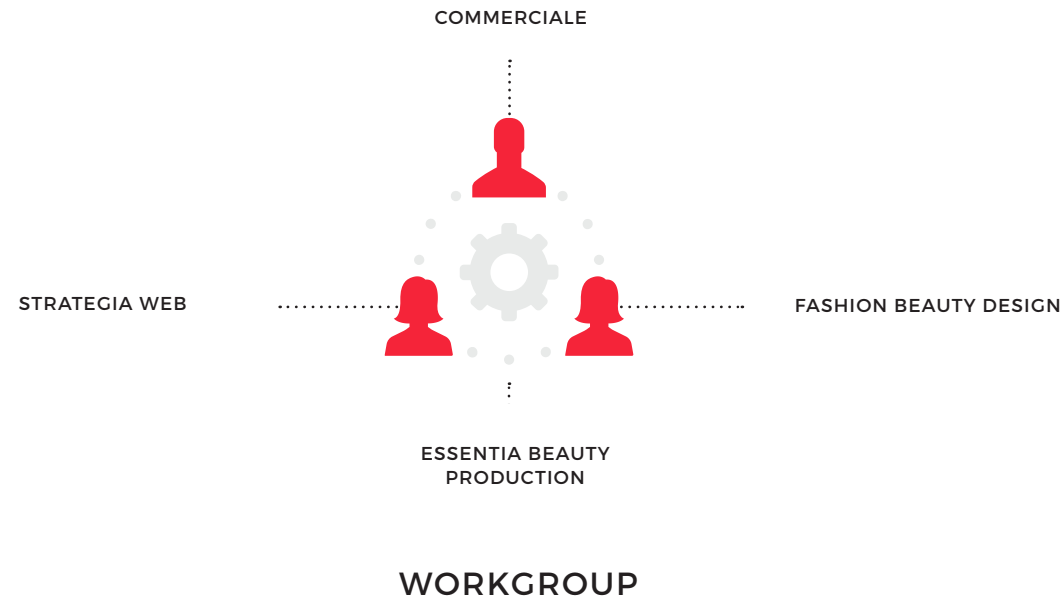 COMMERCIALE
STRATEGIA WEB
FASHION BEAUTY DESIGN
ESSENTIA BEAUTY
PRODUCTION
WORKGROUP